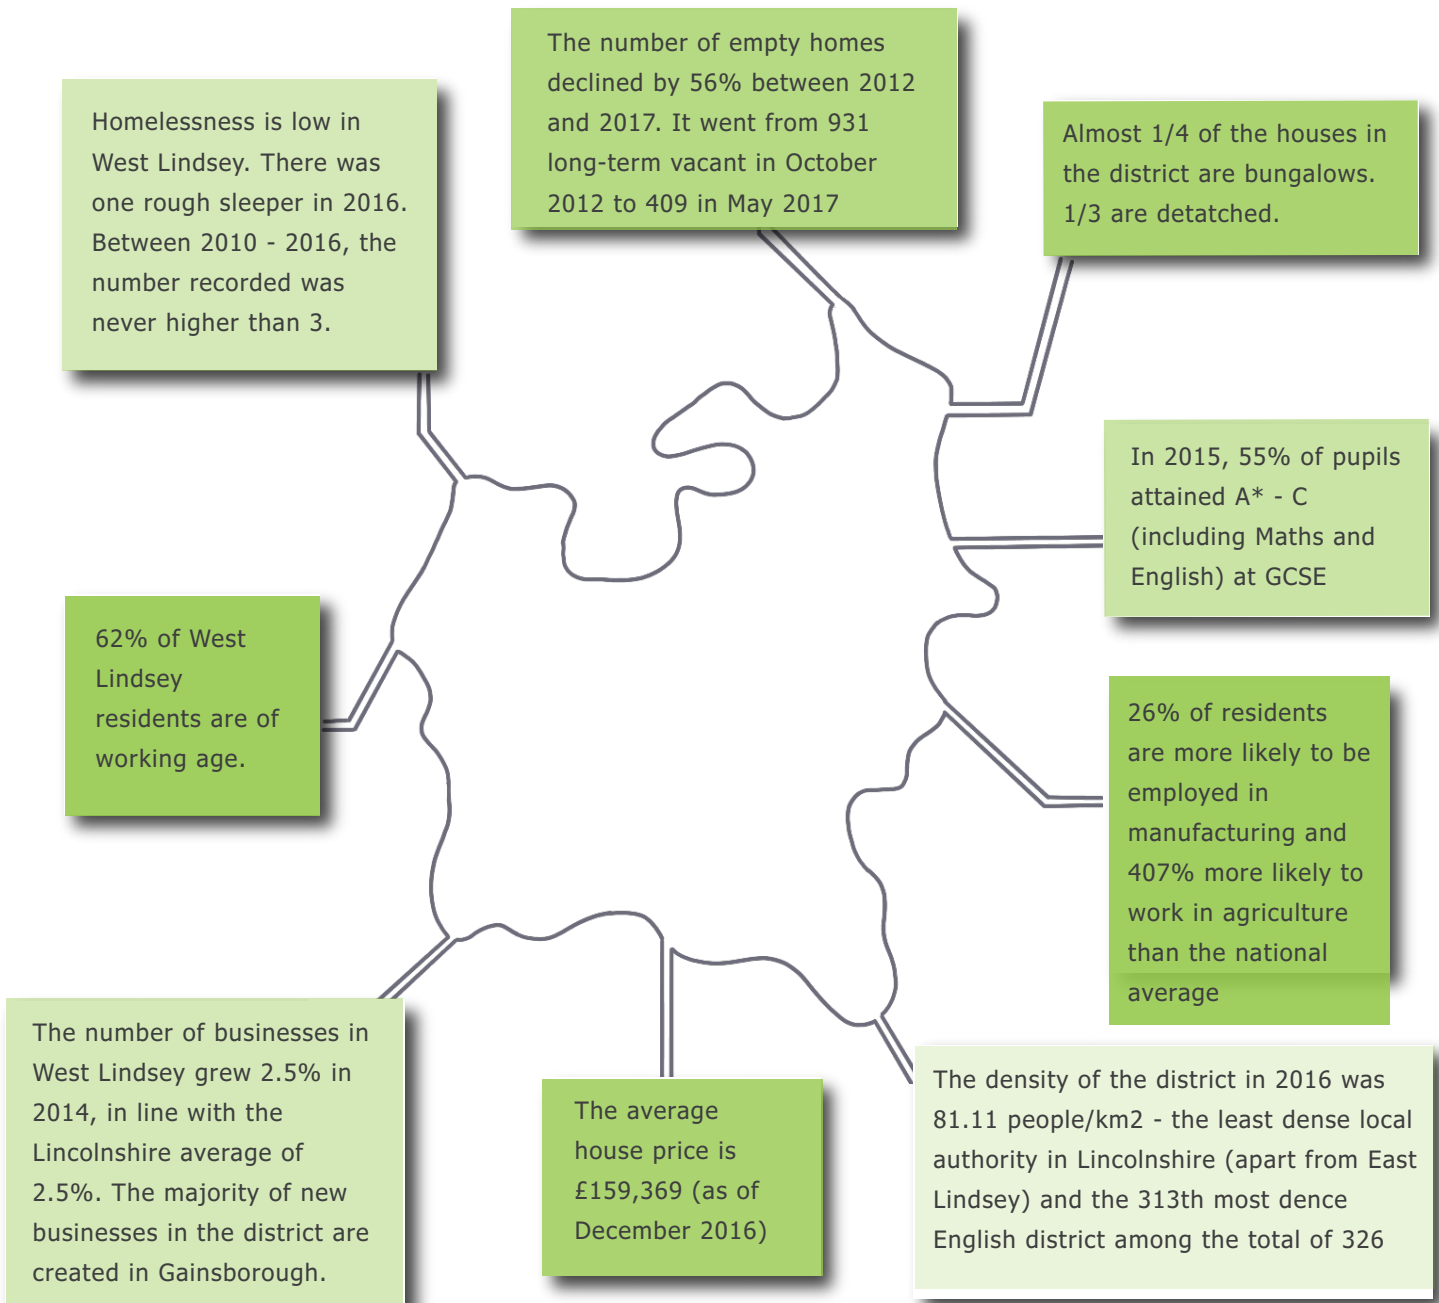 The number of empty homes
declined by 56% between 2012
and 2017. It went from 931
long-term vacant in October
2012 to 409 in May 2017
Homelessness is low in
West Lindsey. There was
one rough sleeper in 2016.
Between 2010 - 2016, the
number recorded was
never higher than 3.
Almost 1/4 of the houses in
the district are bungalows.
1/3 are detatched.
In 2015, 55% of pupils
attained A* - C
(including Maths and
English) at GCSE
62% of West
Lindsey
residents are of
working age.
26% of residents
are more likely to be
employed in
manufacturing and
407% more likely to
work in agriculture
than the national
average
The number of businesses in
West Lindsey grew 2.5% in
2014, in line with the
Lincolnshire average of
2.5%. The majority of new
businesses in the district are
created in Gainsborough.
The average
house price is
£159,369 (as of
December 2016)
The density of the district in 2016 was
81.11 people/km2 - the least dense local
authority in Lincolnshire (apart from East
Lindsey) and the 313th most dence
English district among the total of 326